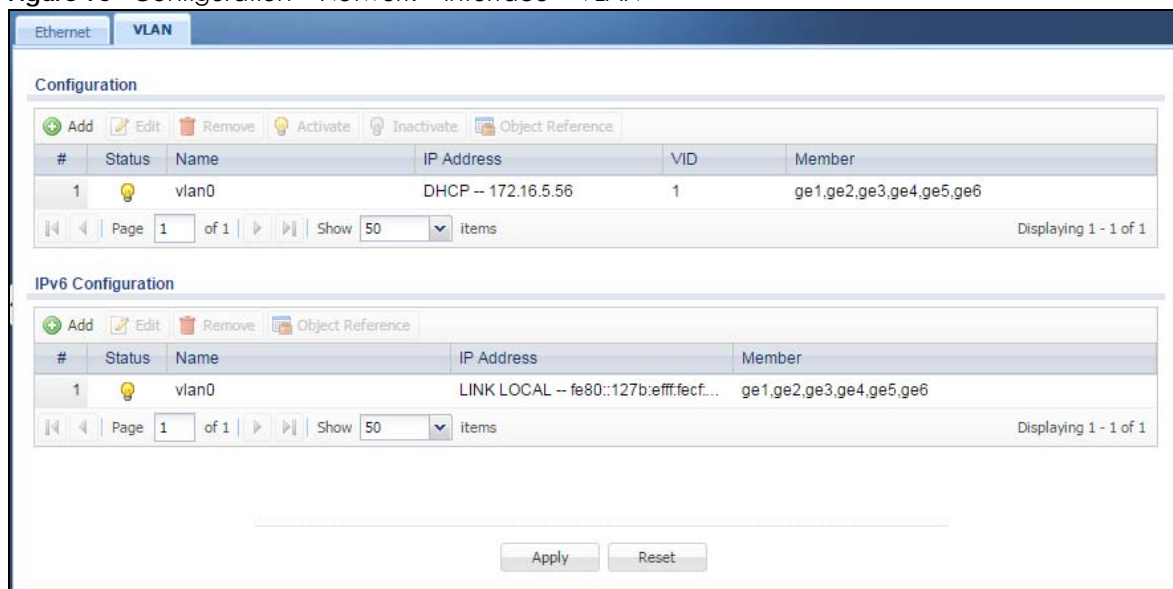 Configuration Network Interface VLAN
Ethernet VLAN
Configuration
Add Edit Remove Activate Inactivate Object Reference
# Status Name IP Address VID Member
1 vlan0 DHCP -- 172.16.5.56 1 ge1,ge2,ge3,ge4,ge5,ge6
Page 1 of 1 Show 50 items Displaying 1 - 1 of 1
IPv6 Configuration
Add Edit Remove Object Reference
# Status Name IP Address Member
1 vlan0 LINK LOCAL -- fe80::127b:efff:fecf:... ge1,ge2,ge3,ge4,ge5,ge6
Page 1 of 1 Show 50 items Displaying 1 - 1 of 1
Apply Reset